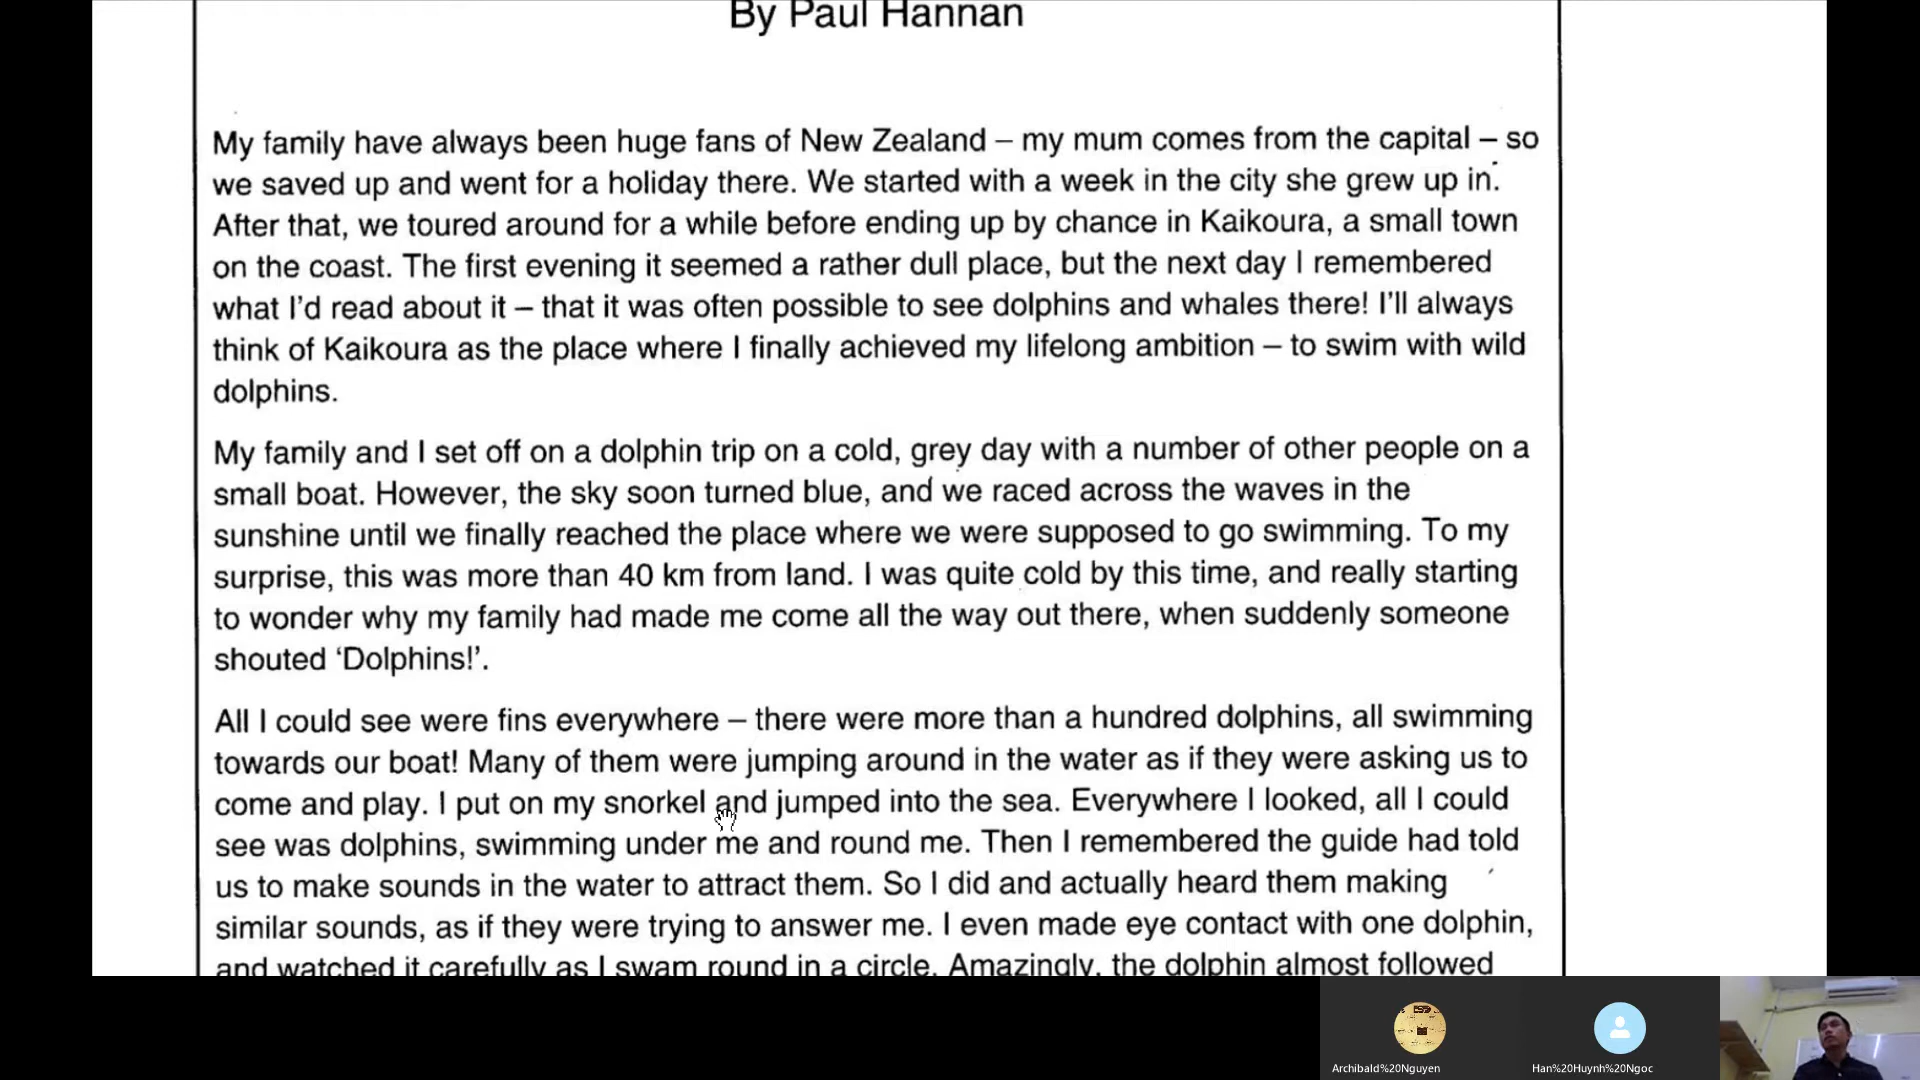 By Paul Hannan
My family have always been huge fans of New Zealand – my mum comes from the capital – so
we saved up and went for a holiday there. We started with a week in the city she grew up in.
After that, we toured around for a while before ending up by chance in Kaikoura, a small town
on the coast. The first evening it seemed a rather dull place, but the next day I remembered
what I'd read about it – that it was often possible to see dolphins and whales there! I'll always
think of Kaikoura as the place where I finally achieved my lifelong ambition – to swim with wild
dolphins.
My family and I set off on a dolphin trip on a cold, grey day with a number of other people on a
small boat. However, the sky soon turned blue, and we raced across the waves in the
sunshine until we finally reached the place where we were supposed to go swimming. To my
surprise, this was more than 40 km from land. I was quite cold by this time, and really starting
to wonder why my family had made me come all the way out there, when suddenly someone
shouted 'Dolphins!'.
All I could see were fins everywhere – there were more than a hundred dolphins, all swimming
towards our boat! Many of them were jumping around in the water as if they were asking us to
come and play. I put on my snorkel and jumped into the sea. Everywhere I looked, all I could
see was dolphins, swimming under me and round me. Then I remembered the guide had told
us to make sounds in the water to attract them. So I did and actually heard them making
similar sounds, as if they were trying to answer me. I even made eye contact with one dolphin,
and watched it carefully as I swam round in a circle. Amazingly, the dolphin almost followed
Archibald%20Nguyen
Han%20Huynh%20Ngoc